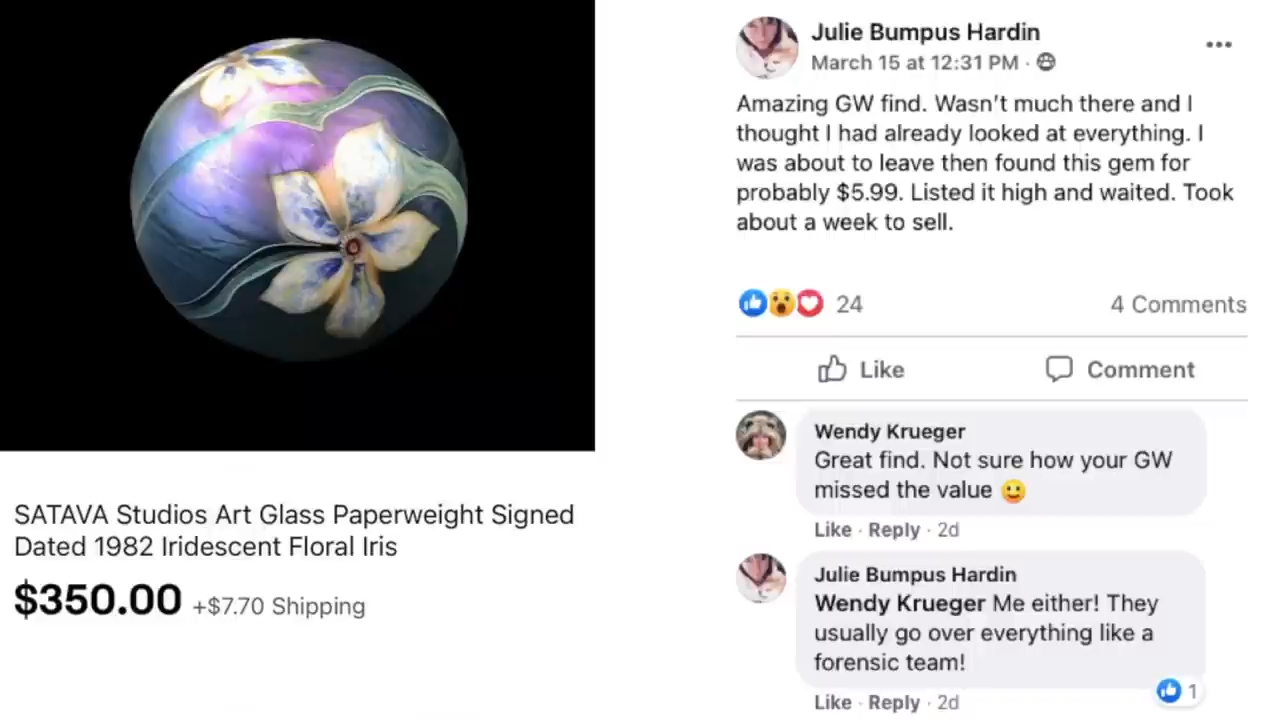 SATAVA Studios Art Glass Paperweight Signed
Dated 1982 Iridescent Floral Iris
$350.00 +$7.70 Shipping
Julie Bumpus Hardin
March 15 at 12:31 PM ·
Amazing GW find. Wasn't much there and I
thought I had already looked at everything. I
was about to leave then found this gem for
probably $5.99. Listed it high and waited. Took
about a week to sell.
24 4 Comments
Like Comment
Wendy Krueger
Great find. Not sure how your GW
missed the value 🙂
Like · Reply · 2d
Julie Bumpus Hardin
Wendy Krueger Me either! They
usually go over everything like a
forensic team!
1
Like · Reply · 2d